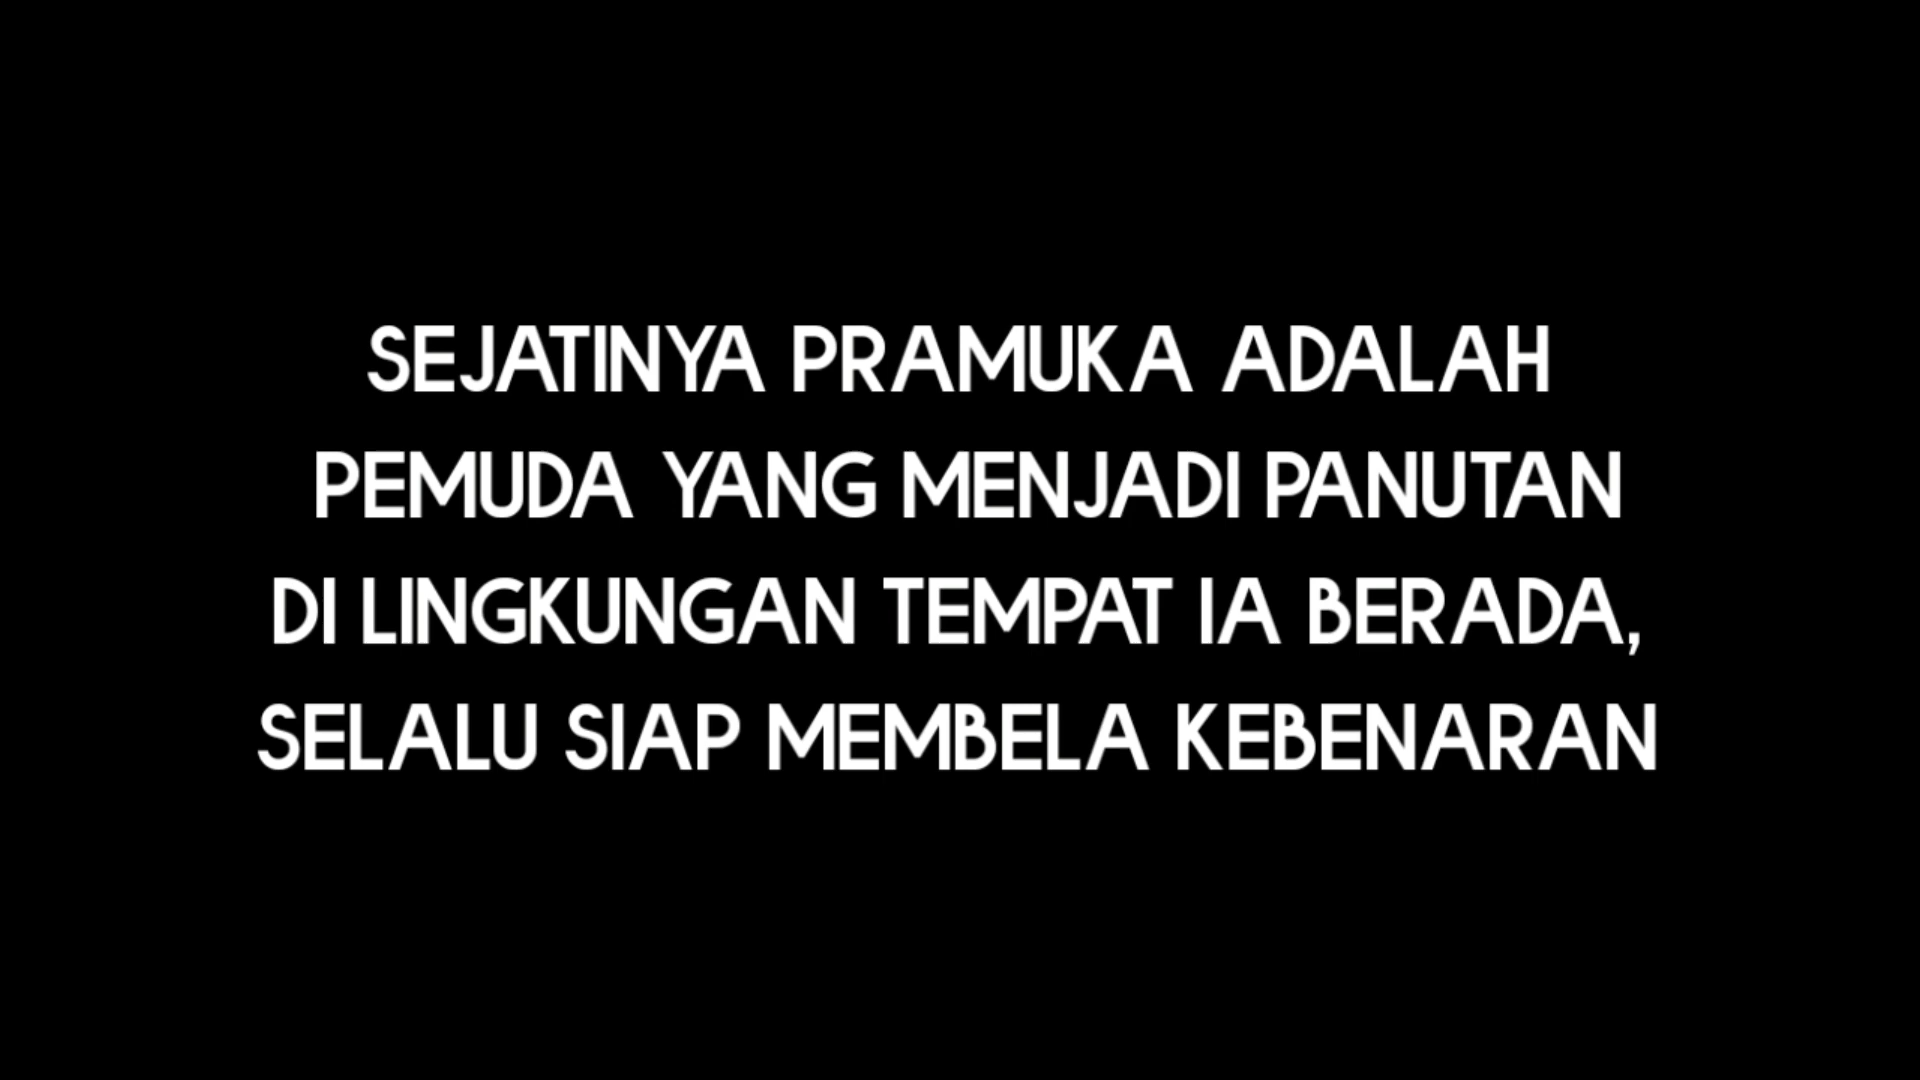 SEJATINYA PRAMUKA ADALAH
PEMUDA YANG MENJADI PANUTAN
DI LINGKUNGAN TEMPAT IA BERADA,
SELALU SIAP MEMBELA KEBENARAN